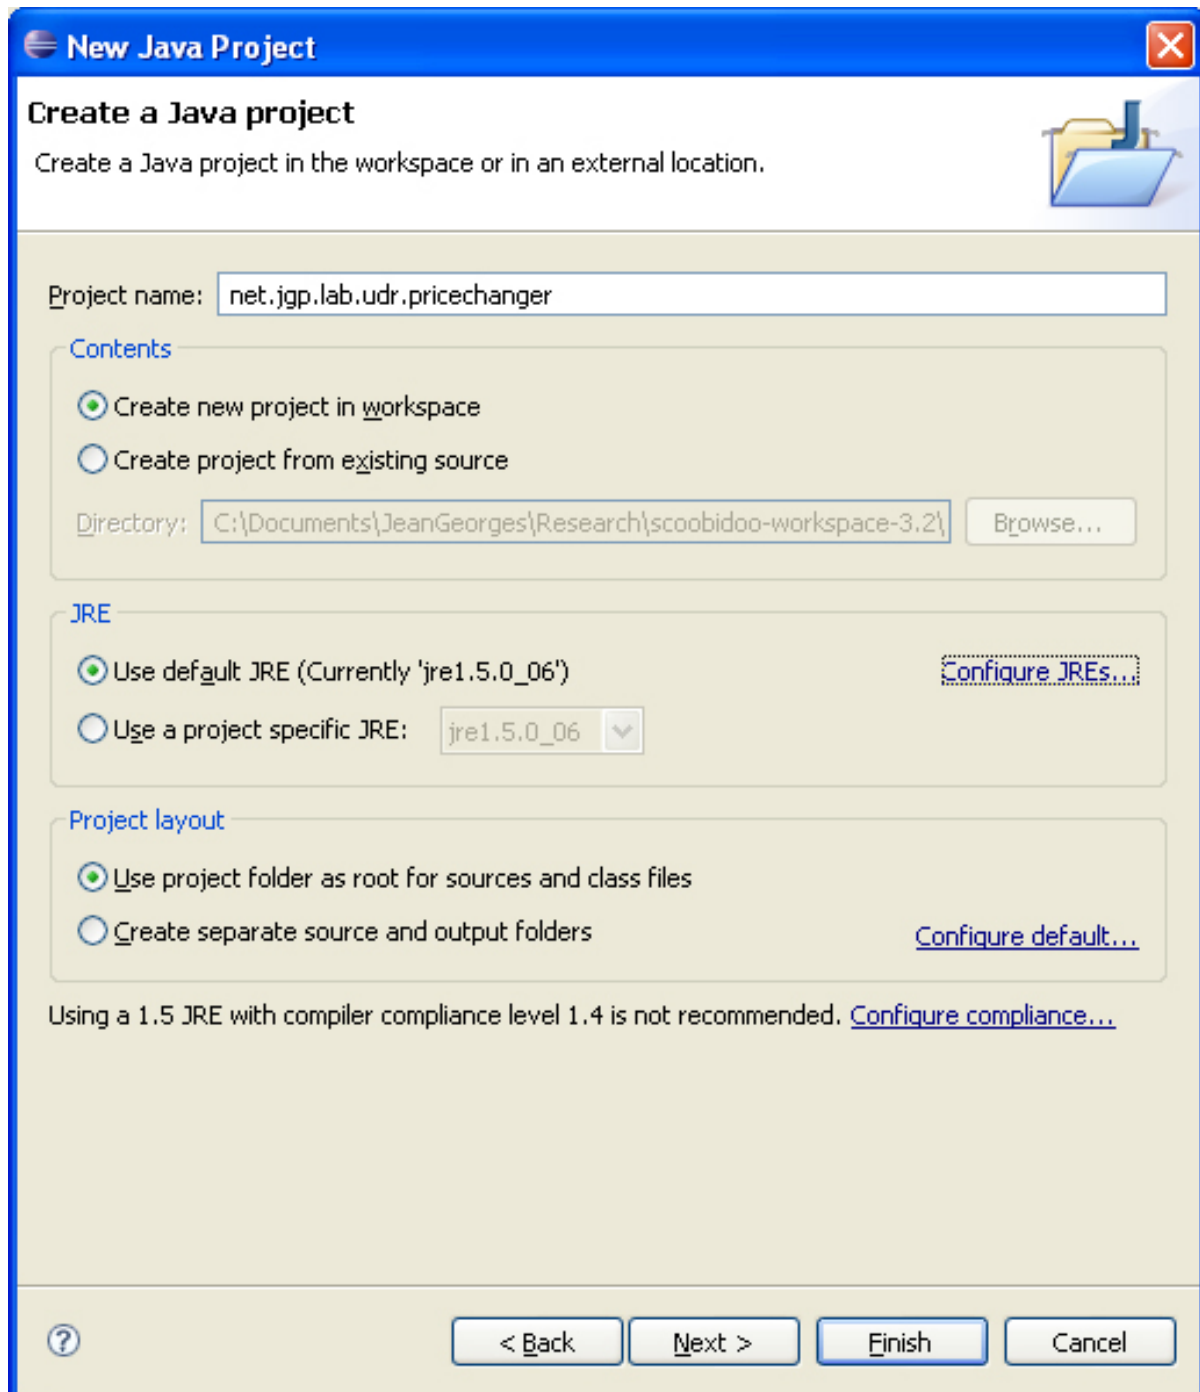 New Java Project
Create a Java project
Create a Java project in the workspace or in an external location.
Project name: net.jgp.lab.udr.pricechanger
Contents
Create new project in workspace
Create project from existing source
Directory: C:\Documents\JeanGeorges\Research\scoobidoo-workspace-3.2\ Browse...
JRE
Use default JRE (Currently 'jre1.5.0_06') Configure JREs...
Use a project specific JRE: jre1.5.0_06
Project layout
Use project folder as root for sources and class files
Create separate source and output folders Configure default...
Using a 1.5 JRE with compiler compliance level 1.4 is not recommended. Configure compliance...
? < Back Next > Finish Cancel